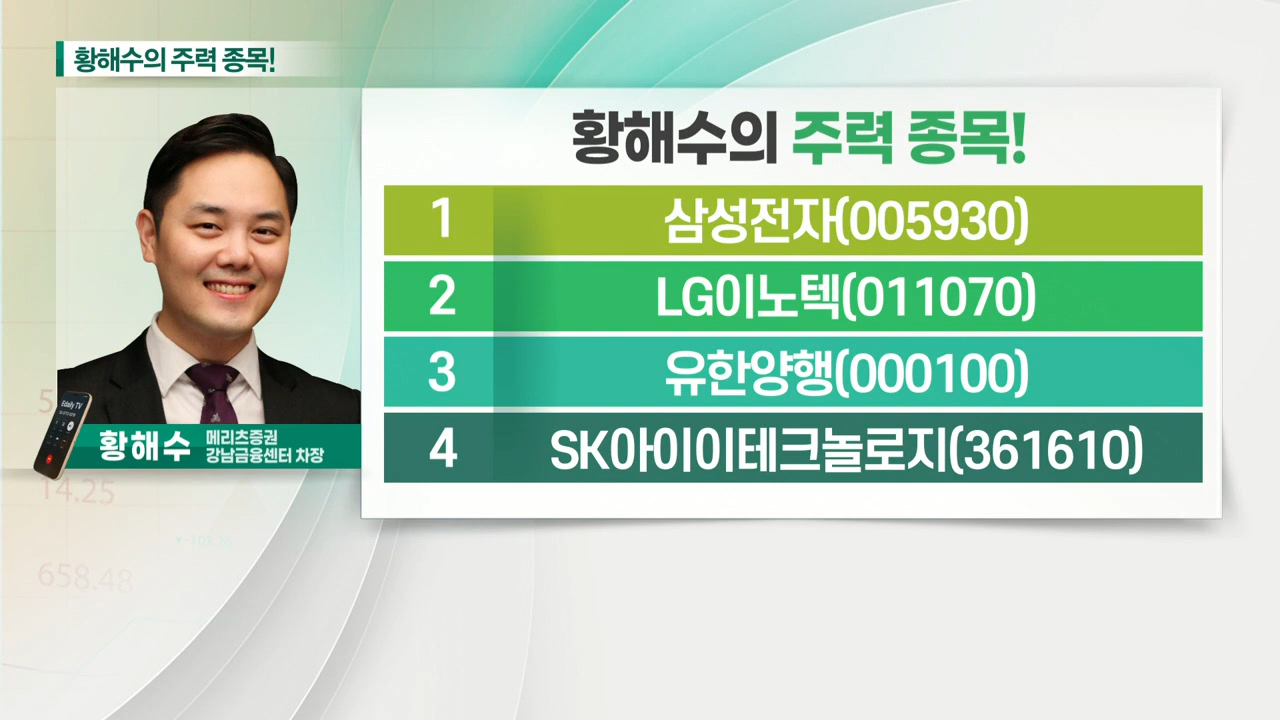 황해수의 주력 종목!
황해수의 주력 종목!
1 삼성전자(005930)
2 LG이노텍(011070)
3 유한양행(000100)
4 SK아이이테크놀로지(361610)
Edaily TV
황해수 메리츠증권
강남금융센터 차장
14.25
658.48